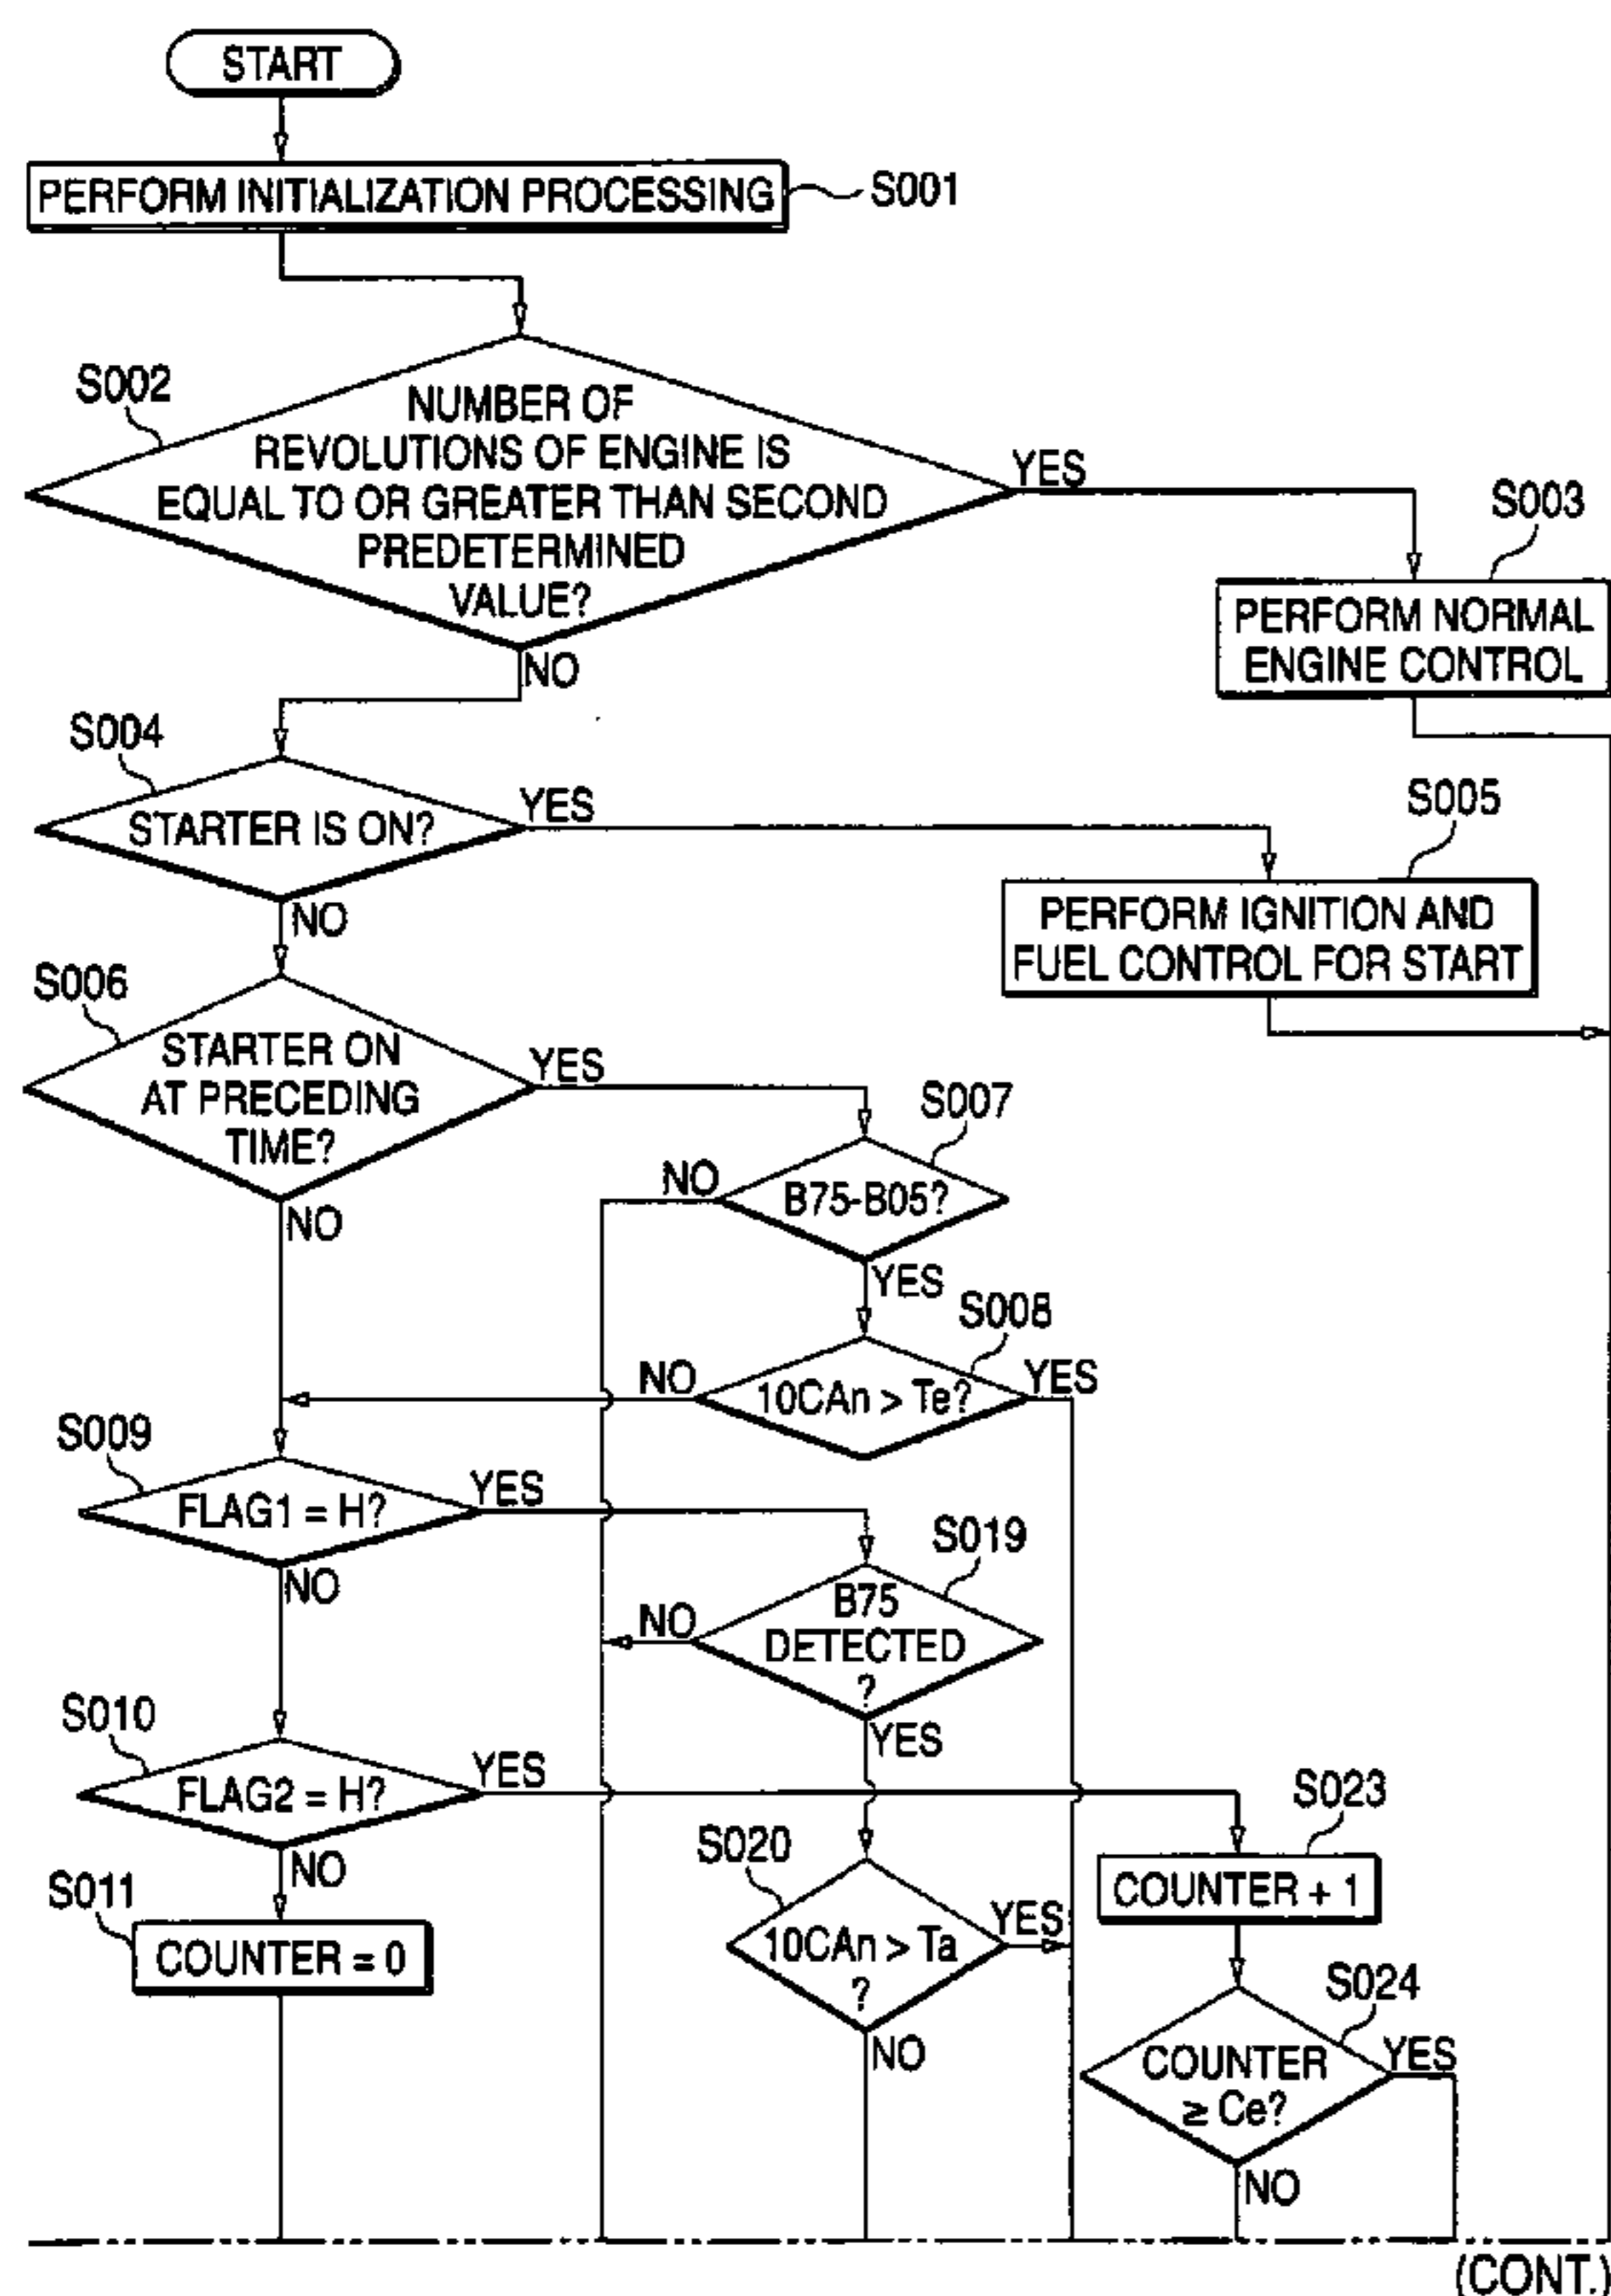 START
PERFORM INITIALIZATION PROCESSING
S001
S002
NUMBER OF
REVOLUTIONS OF ENGINE IS
EQUAL TO OR GREATER THAN SECOND
PREDETERMINED
VALUE?
YES
NO
S003
PERFORM NORMAL
ENGINE CONTROL
S004
STARTER IS ON?
YES
NO
S005
PERFORM IGNITION AND
FUEL CONTROL FOR START
S006
STARTER ON
AT PRECEDING
TIME?
YES
NO
S007
B75-B05?
NO
YES
S008
10CAn > Te?
NO
YES
S009
FLAG1 = H?
YES
NO
S019
B75
DETECTED
?
NO
YES
S010
FLAG2 = H?
YES
NO
S011
COUNTER = 0
S020
10CAn > Ta
?
YES
NO
S023
COUNTER + 1
S024
COUNTER
≥ Ce?
YES
NO
(CONT.)